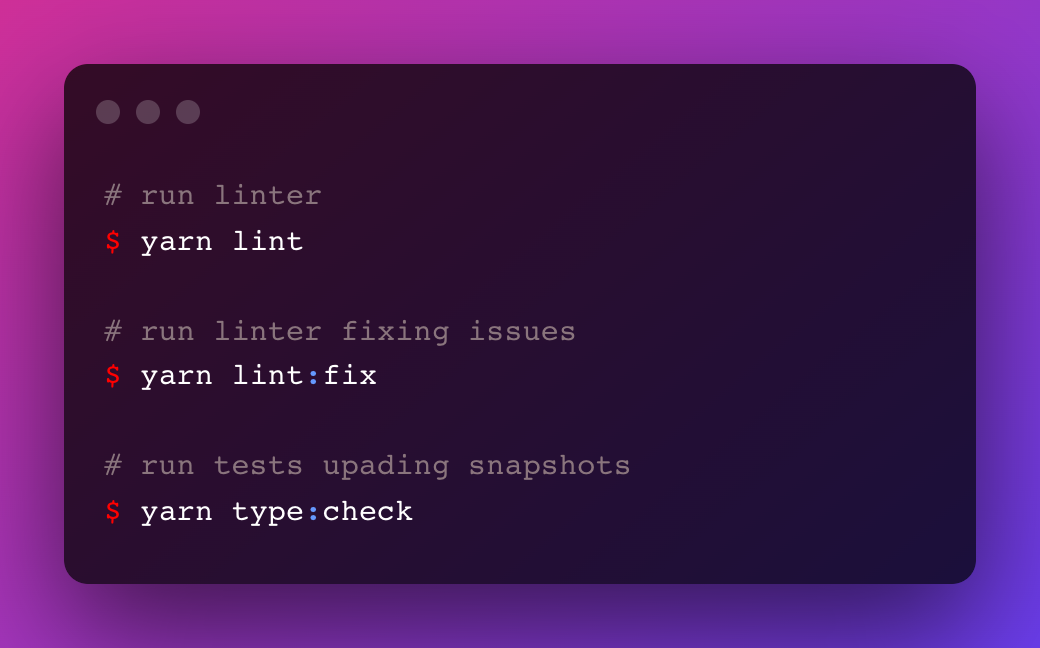 # run linter
$ yarn lint
# run linter fixing issues
$ yarn lint:fix
# run tests upading snapshots
$ yarn type:check